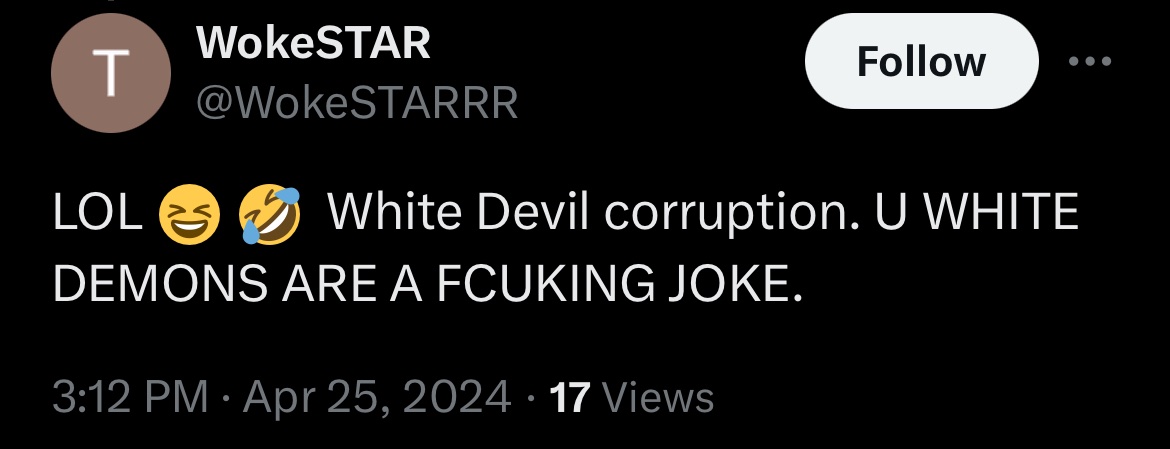 T
WokeSTAR
Follow
@WokeSTARRR
LOL 😆 🤣 White Devil corruption. U WHITE
DEMONS ARE A FCUKING JOKE.
3:12 PM · Apr 25, 2024 · 17 Views